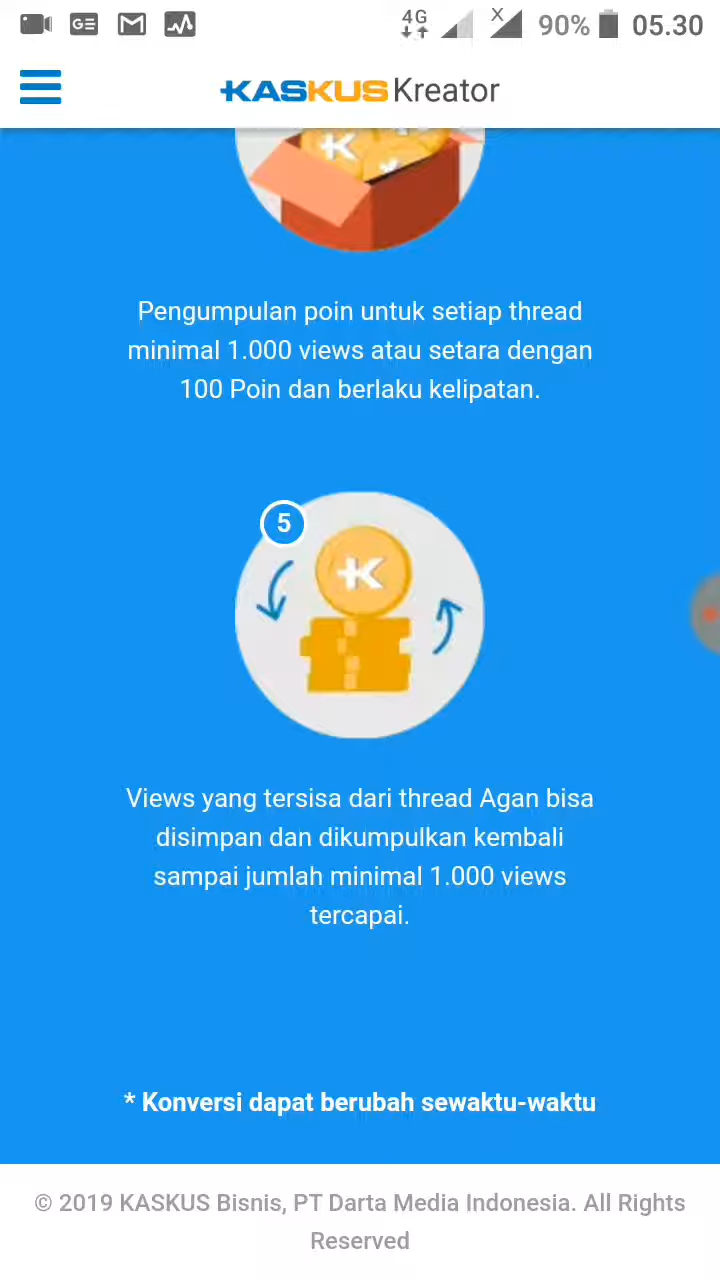 4G
X
90%
05.30
GE
KASKUS Kreator
Pengumpulan poin untuk setiap thread
minimal 1.000 views atau setara dengan
100 Poin dan berlaku kelipatan.
5
K
Views yang tersisa dari thread Agan bisa
disimpan dan dikumpulkan kembali
sampai jumlah minimal 1.000 views
tercapai.
* Konversi dapat berubah sewaktu-waktu
© 2019 KASKUS Bisnis, PT Darta Media Indonesia. All Rights
Reserved